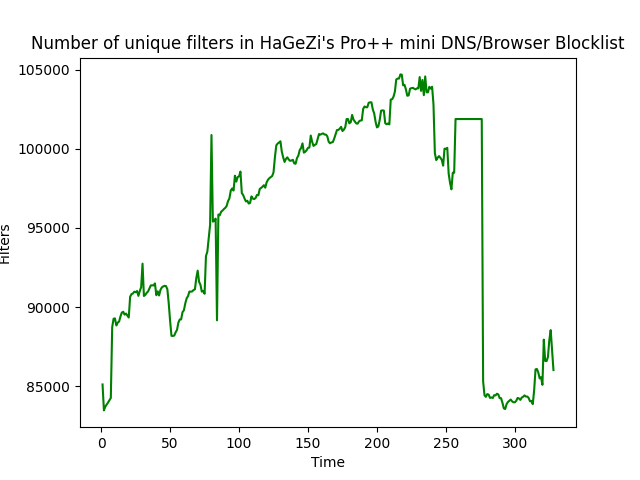 Number of unique filters in HaGeZi's Pro++ mini DNS/Browser Blocklist
105000
100000
95000
90000
85000
Filters
0 50 100 150 200 250 300
Time